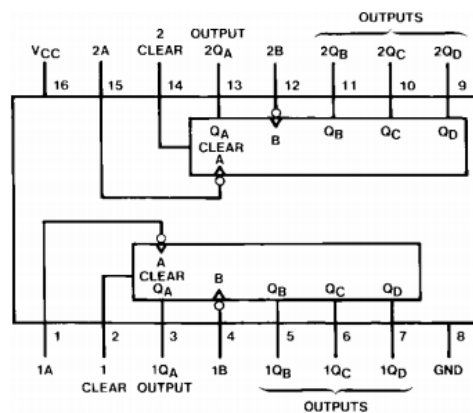 OUTPUTS
2 OUTPUT
VCC 2A CLEAR 2QA 2B 2QB 2QC 2QD
16 15 14 13 12 11 10 9
QA B QB QC QD
CLEAR
A
A
CLEAR B
QA QB QC QD
1 2 3 4 5 6 7 8
1A 1 1QA 1B 1QB 1QC 1QD GND
CLEAR OUTPUT
OUTPUTS